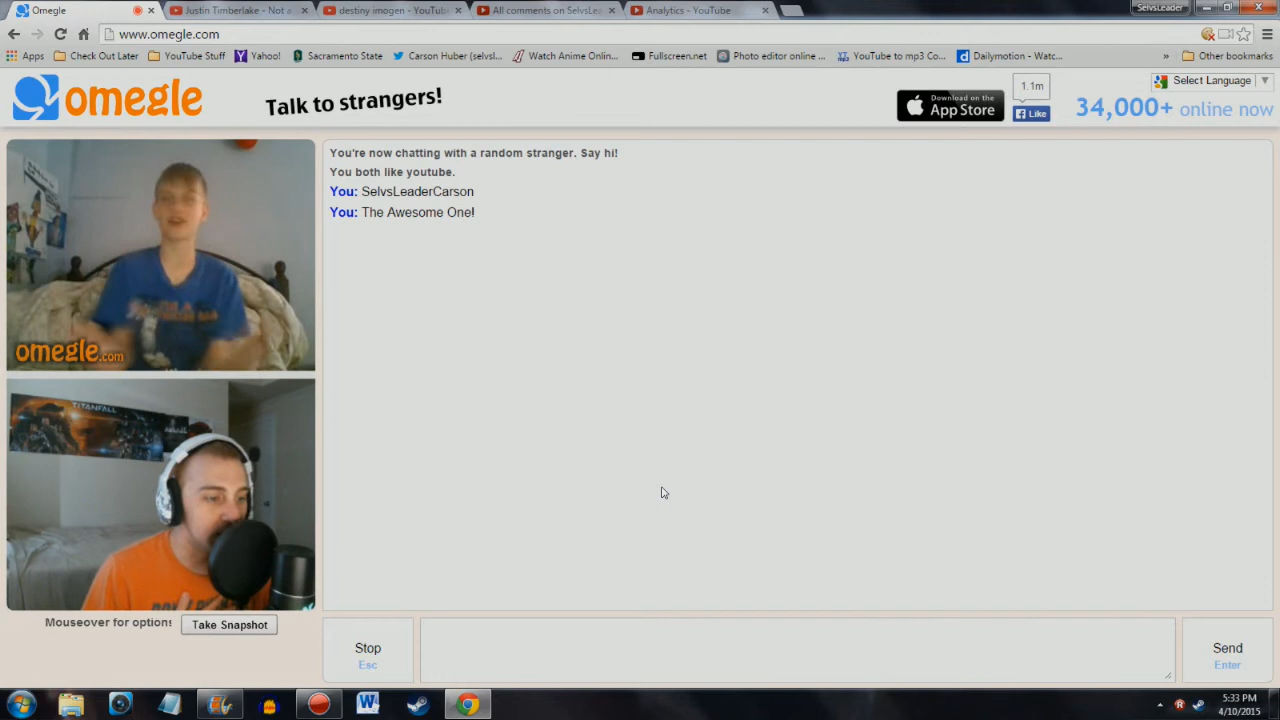 Omegle
Justin Timberlake - Not a
destiny imogen - YouTub
All comments on SelvsLea
Analytics - YouTube
SelvsLeader
www.omegle.com
Apps
Check Out Later
YouTube Stuff
Yahoo!
Sacramento State
Carson Huber (selvsl...
Watch Anime Onlin...
Fullscreen.net
Photo editor online ...
YouTube to mp3 Co...
Dailymotion - Watc...
»
Other bookmarks
omegle
Talk to strangers!
Download on the
App Store
1.1m
Like
Select Language
34,000+ online now
You're now chatting with a random stranger. Say hi!
You both like youtube.
You: SelvsLeaderCarson
You: The Awesome One!
omegle.com
TITANFALL
Mouseover for options
Take Snapshot
Stop
Esc
Send
Enter
5:33 PM
4/10/2015